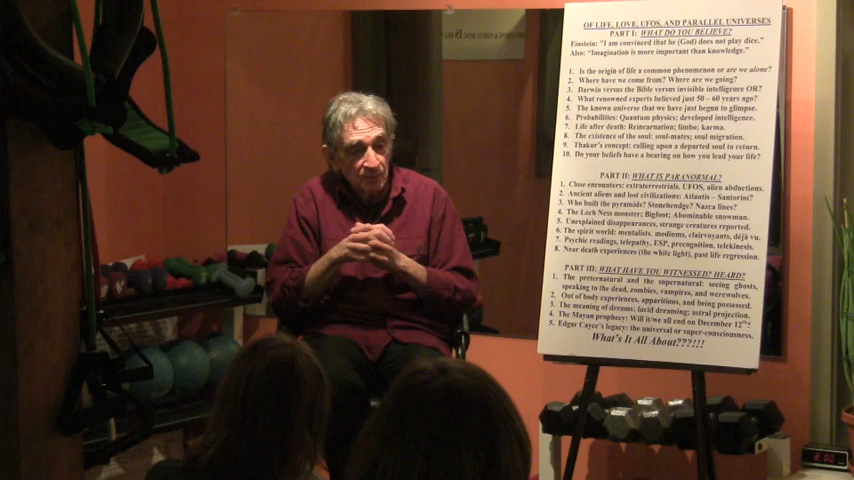 OF LIFE, LOVE, UFOS, AND PARALLEL UNIVERSES
PART I: WHAT DO YOU BELIEVE?
Einstein: "I am convinced that he (God) does not play dice."
Also: "Imagination is more important than knowledge."
1. Is the origin of life a common phenomenon or are we alone?
2. Where have we come from? Where are we going?
3. Darwin versus the Bible versus invisible intelligence OR?
4. What renowned experts believed just 50 – 60 years ago?
5. The known universe that we have just begun to glimpse.
6. Probabilities: Quantum physics; developed intelligence.
7. Life after death: Reincarnation; limbo; karma.
8. The existence of the soul: soul-mates; soul migration.
9. Thakur's concept: calling upon a departed soul to return.
10. Do your beliefs have a bearing on how you lead your life?
PART II: WHAT IS PARANORMAL?
1. Close encounters: extraterrestrials, UFOS, alien abductions.
2. Ancient aliens and lost civilizations: Atlantis – Santorini?
3. Who built the pyramids? Stonehedge? Nazca lines?
4. The Loch Ness monster; Bigfoot; Abominable snowman.
5. Unexplained disappearances, strange creatures reported.
6. The spirit world: mentalists, mediums, clairvoyants, déjà vu.
7. Psychic readings, telepathy, ESP, precognition, telekinesis.
8. Near death experiences (the white light), past life regression.
PART III: WHAT HAVE YOU WITNESSED? HEARD?
1. The preternatural and the supernatural: seeing ghosts,
speaking to the dead, zombies, vampires, and werewolves.
2. Out of body experiences, apparitions, and being possessed.
3. The meaning of dreams: lucid dreaming; astral projection.
4. The Mayan prophecy: Will it/we all end on December 12th?
5. Edgar Cayce's legacy: the universal or super-consciousness.
What's It All About???!!!
8:00